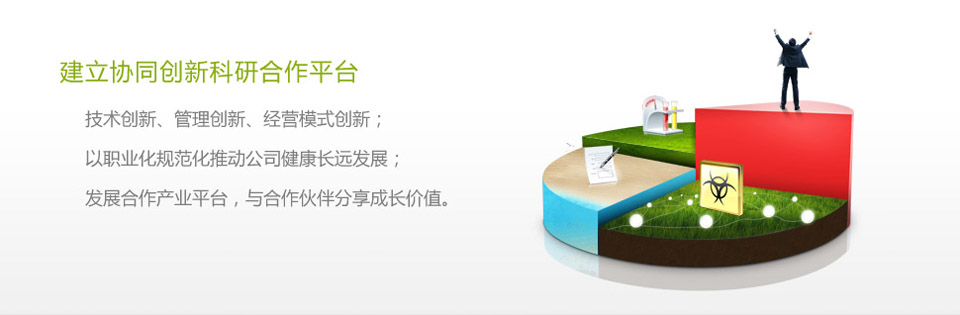 建立协同创新科研合作平台
技术创新、管理创新、经营模式创新；
以职业化规范化推动公司健康长远发展；
发展合作产业平台，与合作伙伴分享成长价值。